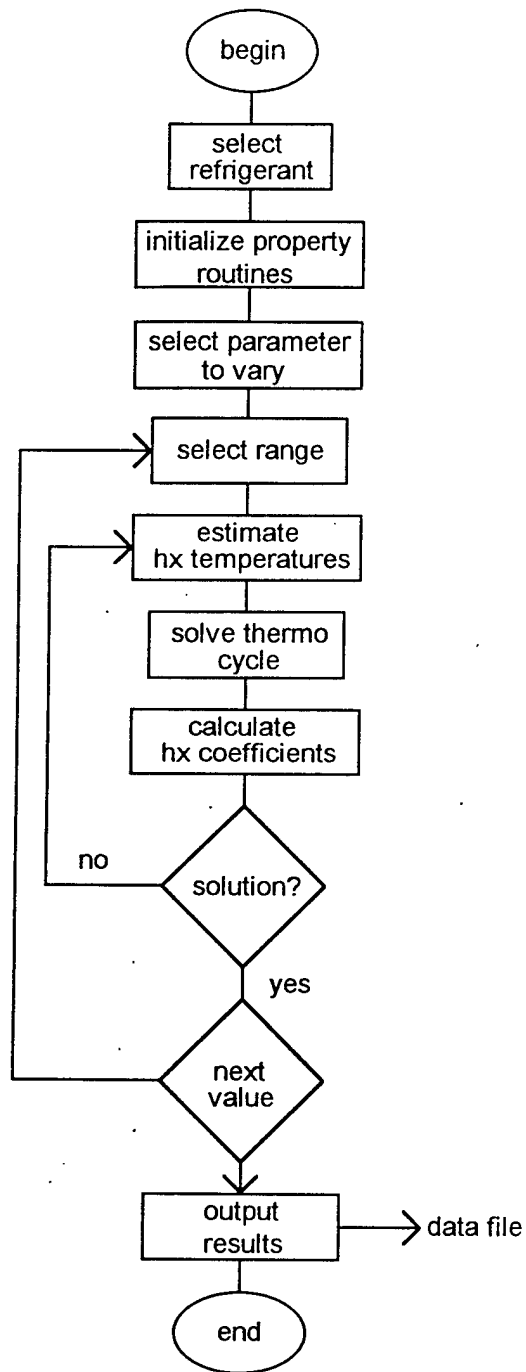 begin
select
refrigerant
initialize property
routines
select parameter
to vary
select range
estimate
hx temperatures
solve thermo
cycle
calculate
hx coefficients
no
solution?
yes
next
value
output
results
data file
end